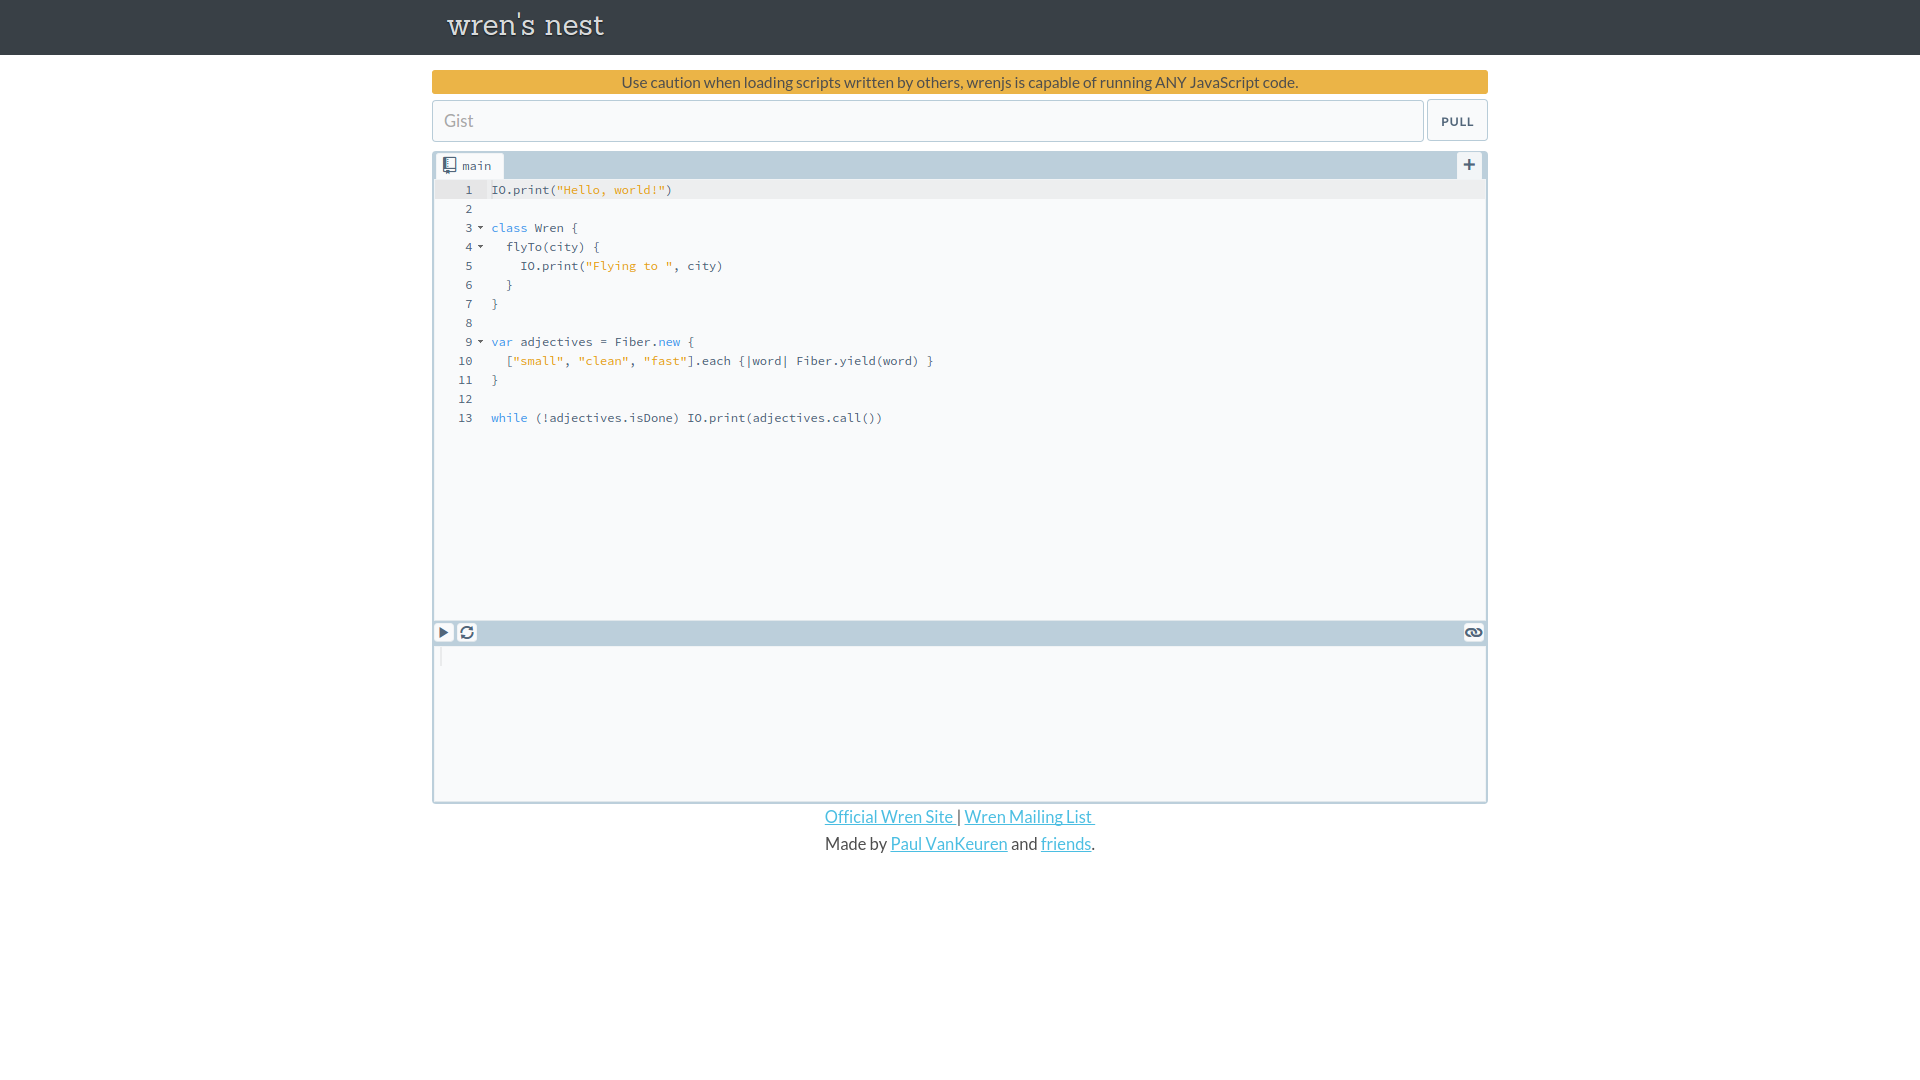 wren's nest
Use caution when loading scripts written by others, wrenjs is capable of running ANY JavaScript code.
Gist
PULL
main
+
1 IO.print("Hello, world!")
2
3 class Wren {
4   flyTo(city) {
5     IO.print("Flying to ", city)
6   }
7 }
8
9 var adjectives = Fiber.new {
10   ["small", "clean", "fast"].each {|word| Fiber.yield(word) }
11 }
12
13 while (!adjectives.isDone) IO.print(adjectives.call())
Official Wren Site | Wren Mailing List
Made by Paul VanKeuren and friends.